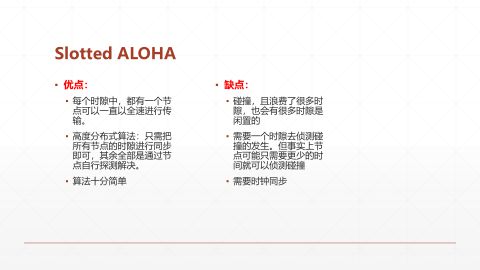 Slotted ALOHA
优点：
每个时隙中，都有一个节
点可以一直以全速进行传
输。
高度分布式算法：只需把
所有节点的时隙进行同步
即可，其余全部是通过节
点自行探测解决。
算法十分简单
缺点：
碰撞，且浪费了很多时
隙，也会有很多时隙是
闲置的
需要一个时隙去侦测碰
撞的发生。但事实上节
点可能只需要更少的时
间就可以侦测碰撞
需要时钟同步